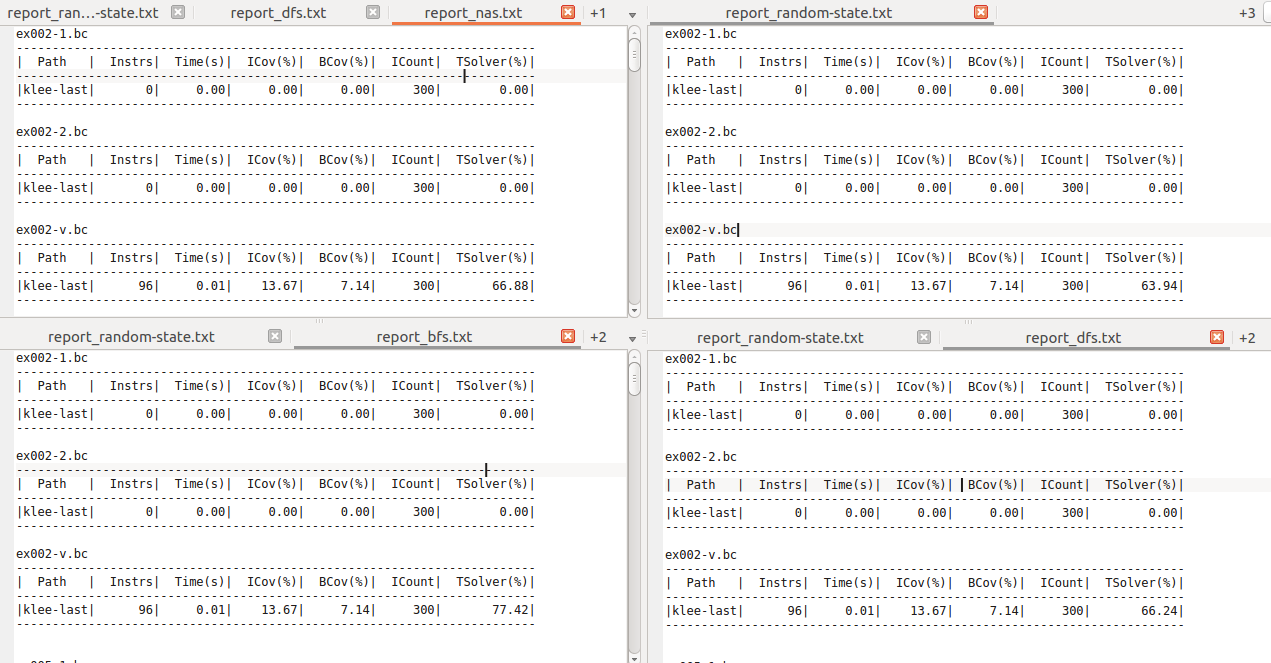 report_ran...-state.txt report_dfs.txt report_nas.txt +1
ex002-1.bc
------------------------------------------------------------------------
|  Path   |  Instrs|  Time(s)|  ICov(%)|  BCov(%)|  ICount|  TSolver(%)|
------------------------------------------------------------------------
|klee-last|       0|     0.00|     0.00|     0.00|     300|        0.00|
------------------------------------------------------------------------
ex002-2.bc
------------------------------------------------------------------------
|  Path   |  Instrs|  Time(s)|  ICov(%)|  BCov(%)|  ICount|  TSolver(%)|
------------------------------------------------------------------------
|klee-last|       0|     0.00|     0.00|     0.00|     300|        0.00|
------------------------------------------------------------------------
ex002-v.bc
------------------------------------------------------------------------
|  Path   |  Instrs|  Time(s)|  ICov(%)|  BCov(%)|  ICount|  TSolver(%)|
------------------------------------------------------------------------
|klee-last|      96|     0.01|    13.67|     7.14|     300|       66.88|
------------------------------------------------------------------------
report_random-state.txt +3
ex002-1.bc
------------------------------------------------------------------------
|  Path   |  Instrs|  Time(s)|  ICov(%)|  BCov(%)|  ICount|  TSolver(%)|
------------------------------------------------------------------------
|klee-last|       0|     0.00|     0.00|     0.00|     300|        0.00|
------------------------------------------------------------------------
ex002-2.bc
------------------------------------------------------------------------
|  Path   |  Instrs|  Time(s)|  ICov(%)|  BCov(%)|  ICount|  TSolver(%)|
------------------------------------------------------------------------
|klee-last|       0|     0.00|     0.00|     0.00|     300|        0.00|
------------------------------------------------------------------------
ex002-v.bc
------------------------------------------------------------------------
|  Path   |  Instrs|  Time(s)|  ICov(%)|  BCov(%)|  ICount|  TSolver(%)|
------------------------------------------------------------------------
|klee-last|      96|     0.01|    13.67|     7.14|     300|       63.94|
------------------------------------------------------------------------
report_random-state.txt report_bfs.txt +2
ex002-1.bc
------------------------------------------------------------------------
|  Path   |  Instrs|  Time(s)|  ICov(%)|  BCov(%)|  ICount|  TSolver(%)|
------------------------------------------------------------------------
|klee-last|       0|     0.00|     0.00|     0.00|     300|        0.00|
------------------------------------------------------------------------
ex002-2.bc
------------------------------------------------------------------------
|  Path   |  Instrs|  Time(s)|  ICov(%)|  BCov(%)|  ICount|  TSolver(%)|
------------------------------------------------------------------------
|klee-last|       0|     0.00|     0.00|     0.00|     300|        0.00|
------------------------------------------------------------------------
ex002-v.bc
------------------------------------------------------------------------
|  Path   |  Instrs|  Time(s)|  ICov(%)|  BCov(%)|  ICount|  TSolver(%)|
------------------------------------------------------------------------
|klee-last|      96|     0.01|    13.67|     7.14|     300|       77.42|
------------------------------------------------------------------------
report_random-state.txt report_dfs.txt +2
ex002-1.bc
------------------------------------------------------------------------
|  Path   |  Instrs|  Time(s)|  ICov(%)|  BCov(%)|  ICount|  TSolver(%)|
------------------------------------------------------------------------
|klee-last|       0|     0.00|     0.00|     0.00|     300|        0.00|
------------------------------------------------------------------------
ex002-2.bc
------------------------------------------------------------------------
|  Path   |  Instrs|  Time(s)|  ICov(%)|  BCov(%)|  ICount|  TSolver(%)|
------------------------------------------------------------------------
|klee-last|       0|     0.00|     0.00|     0.00|     300|        0.00|
------------------------------------------------------------------------
ex002-v.bc
------------------------------------------------------------------------
|  Path   |  Instrs|  Time(s)|  ICov(%)|  BCov(%)|  ICount|  TSolver(%)|
------------------------------------------------------------------------
|klee-last|      96|     0.01|    13.67|     7.14|     300|       66.24|
------------------------------------------------------------------------